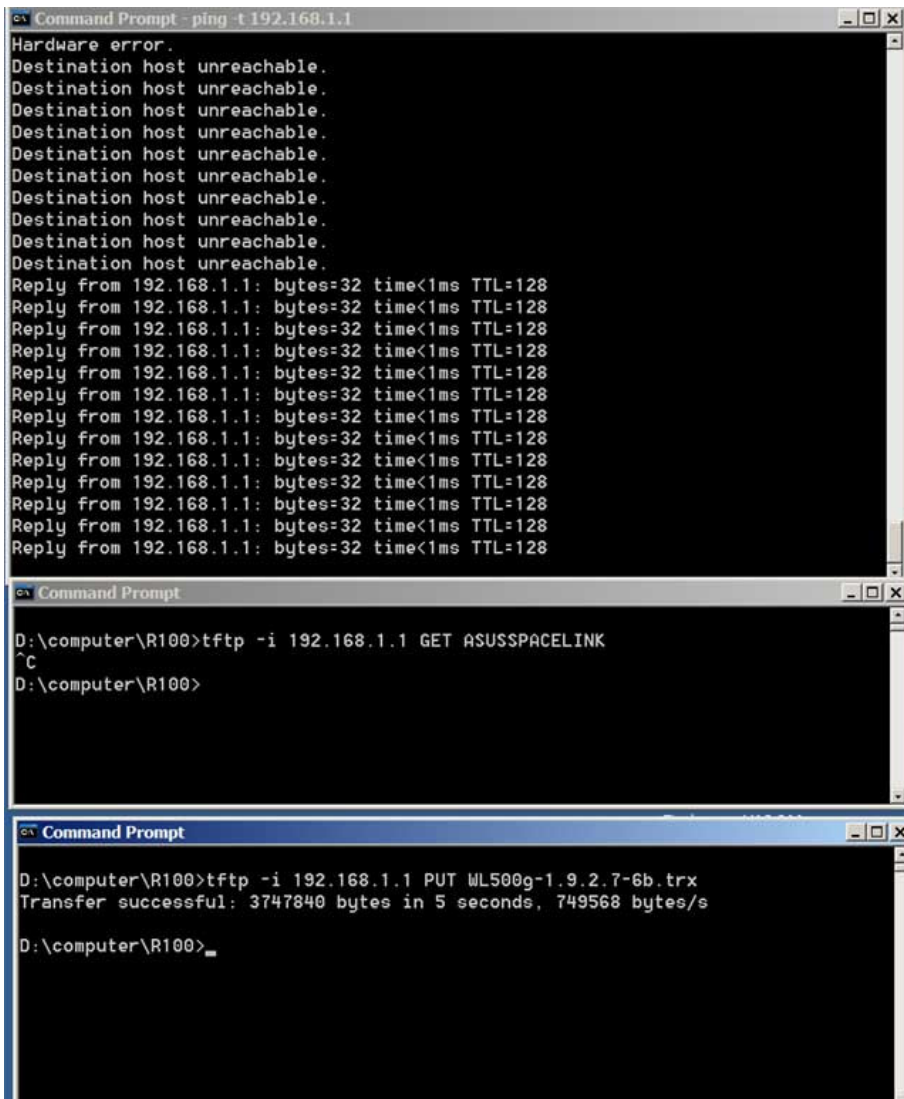 Command Prompt - ping -t 192.168.1.1
Hardware error.
Destination host unreachable.
Destination host unreachable.
Destination host unreachable.
Destination host unreachable.
Destination host unreachable.
Destination host unreachable.
Destination host unreachable.
Destination host unreachable.
Destination host unreachable.
Destination host unreachable.
Reply from 192.168.1.1: bytes=32 time<1ms TTL=128
Reply from 192.168.1.1: bytes=32 time<1ms TTL=128
Reply from 192.168.1.1: bytes=32 time<1ms TTL=128
Reply from 192.168.1.1: bytes=32 time<1ms TTL=128
Reply from 192.168.1.1: bytes=32 time<1ms TTL=128
Reply from 192.168.1.1: bytes=32 time<1ms TTL=128
Reply from 192.168.1.1: bytes=32 time<1ms TTL=128
Reply from 192.168.1.1: bytes=32 time<1ms TTL=128
Reply from 192.168.1.1: bytes=32 time<1ms TTL=128
Reply from 192.168.1.1: bytes=32 time<1ms TTL=128
Reply from 192.168.1.1: bytes=32 time<1ms TTL=128
Reply from 192.168.1.1: bytes=32 time<1ms TTL=128
Reply from 192.168.1.1: bytes=32 time<1ms TTL=128
Command Prompt
D:\computer\R100>tftp -i 192.168.1.1 GET ASUSSPACELINK
^C
D:\computer\R100>
Command Prompt
D:\computer\R100>tftp -i 192.168.1.1 PUT WL500g-1.9.2.7-6b.trx
Transfer successful: 3747840 bytes in 5 seconds, 749568 bytes/s
D:\computer\R100>_